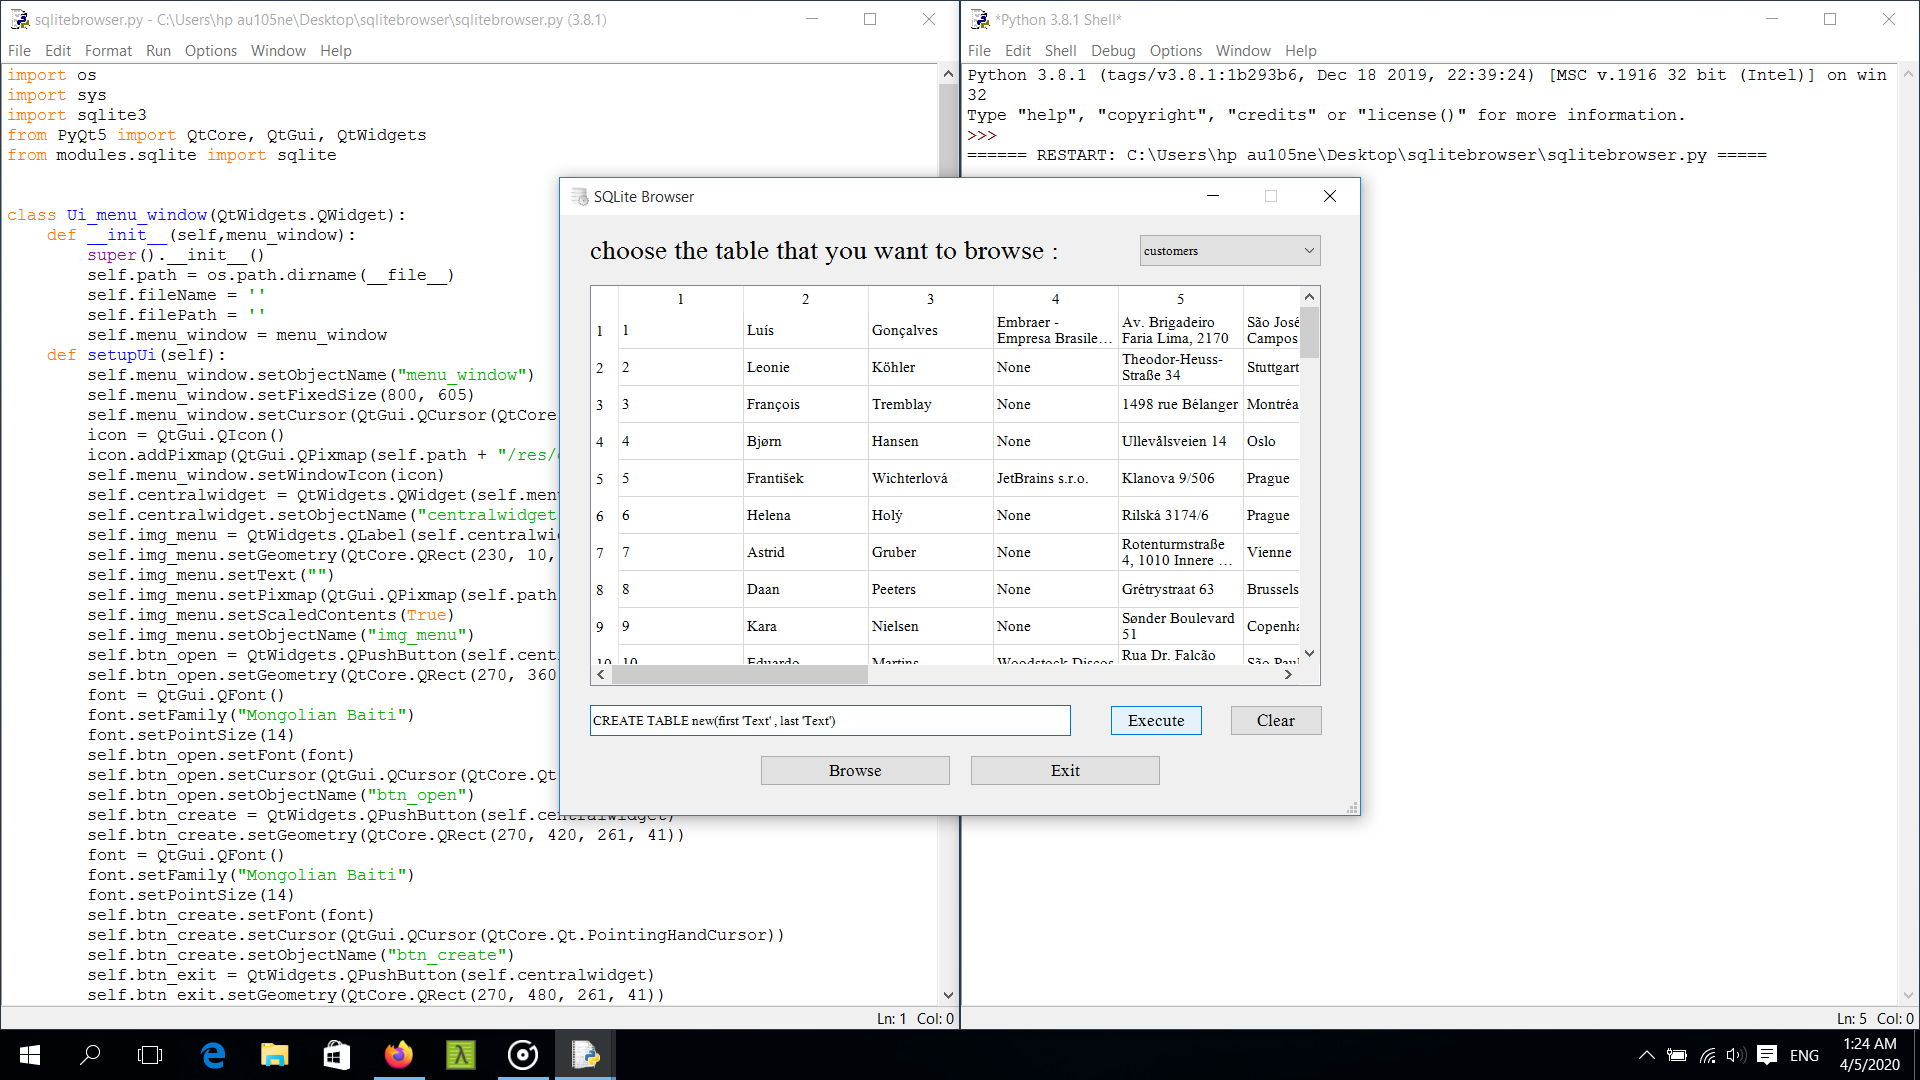 sqlitebrowser.py - C:\Users\hp au105ne\Desktop\sqlitebrowser\sqlitebrowser.py (3.8.1)
File Edit Format Run Options Window Help
import os
import sys
import sqlite3
from PyQt5 import QtCore, QtGui, QtWidgets
from modules.sqlite import sqlite
class Ui_menu_window(QtWidgets.QWidget):
def __init__(self,menu_window):
super().__init__()
self.path = os.path.dirname(__file__)
self.fileName = ''
self.filePath = ''
self.menu_window = menu_window
def setupUi(self):
self.menu_window.setObjectName("menu_window")
self.menu_window.setFixedSize(800, 605)
self.menu_window.setCursor(QtGui.QCursor(QtCore
icon = QtGui.QIcon()
icon.addPixmap(QtGui.QPixmap(self.path + "/res/
self.menu_window.setWindowIcon(icon)
self.centralwidget = QtWidgets.QWidget(self.men
self.centralwidget.setObjectName("centralwidget
self.img_menu = QtWidgets.QLabel(self.centralwi
self.img_menu.setGeometry(QtCore.QRect(230, 10,
self.img_menu.setText("")
self.img_menu.setPixmap(QtGui.QPixmap(self.path
self.img_menu.setScaledContents(True)
self.img_menu.setObjectName("img_menu")
self.btn_open = QtWidgets.QPushButton(self.cent
self.btn_open.setGeometry(QtCore.QRect(270, 360
font = QtGui.QFont()
font.setFamily("Mongolian Baiti")
font.setPointSize(14)
self.btn_open.setFont(font)
self.btn_open.setCursor(QtGui.QCursor(QtCore.Qt
self.btn_open.setObjectName("btn_open")
self.btn_create = QtWidgets.QPushButton(self.centralwidget)
self.btn_create.setGeometry(QtCore.QRect(270, 420, 261, 41))
font = QtGui.QFont()
font.setFamily("Mongolian Baiti")
font.setPointSize(14)
self.btn_create.setFont(font)
self.btn_create.setCursor(QtGui.QCursor(QtCore.Qt.PointingHandCursor))
self.btn_create.setObjectName("btn_create")
self.btn_exit = QtWidgets.QPushButton(self.centralwidget)
self.btn_exit.setGeometry(QtCore.QRect(270, 480, 261, 41))
Ln: 1 Col: 0
*Python 3.8.1 Shell*
File Edit Shell Debug Options Window Help
Python 3.8.1 (tags/v3.8.1:1b293b6, Dec 18 2019, 22:39:24) [MSC v.1916 32 bit (Intel)] on win
32
Type "help", "copyright", "credits" or "license()" for more information.
>>>
====== RESTART: C:\Users\hp au105ne\Desktop\sqlitebrowser\sqlitebrowser.py =====
Ln: 5 Col: 0
SQLite Browser
choose the table that you want to browse :
customers
1 2 3 4 5
1 1 Luís Gonçalves Embraer - Empresa Brasile... Av. Brigadeiro Faria Lima, 2170 São José Campos
2 2 Leonie Köhler None Theodor-Heuss-Straße 34 Stuttgart
3 3 François Tremblay None 1498 rue Bélanger Montréa
4 4 Bjørn Hansen None Ullevålsveien 14 Oslo
5 5 František Wichterlová JetBrains s.r.o. Klanova 9/506 Prague
6 6 Helena Holý None Rilská 3174/6 Prague
7 7 Astrid Gruber None Rotenturmstraße 4, 1010 Innere ... Vienne
8 8 Daan Peeters None Grétrystraat 63 Brussels
9 9 Kara Nielsen None Sønder Boulevard 51 Copenha
10 10 Eduardo Martins Woodstock Discos Rua Dr. Falcão São Paul
CREATE TABLE new(first 'Text' , last 'Text')
Execute
Clear
Browse
Exit
ENG
1:24 AM
4/5/2020